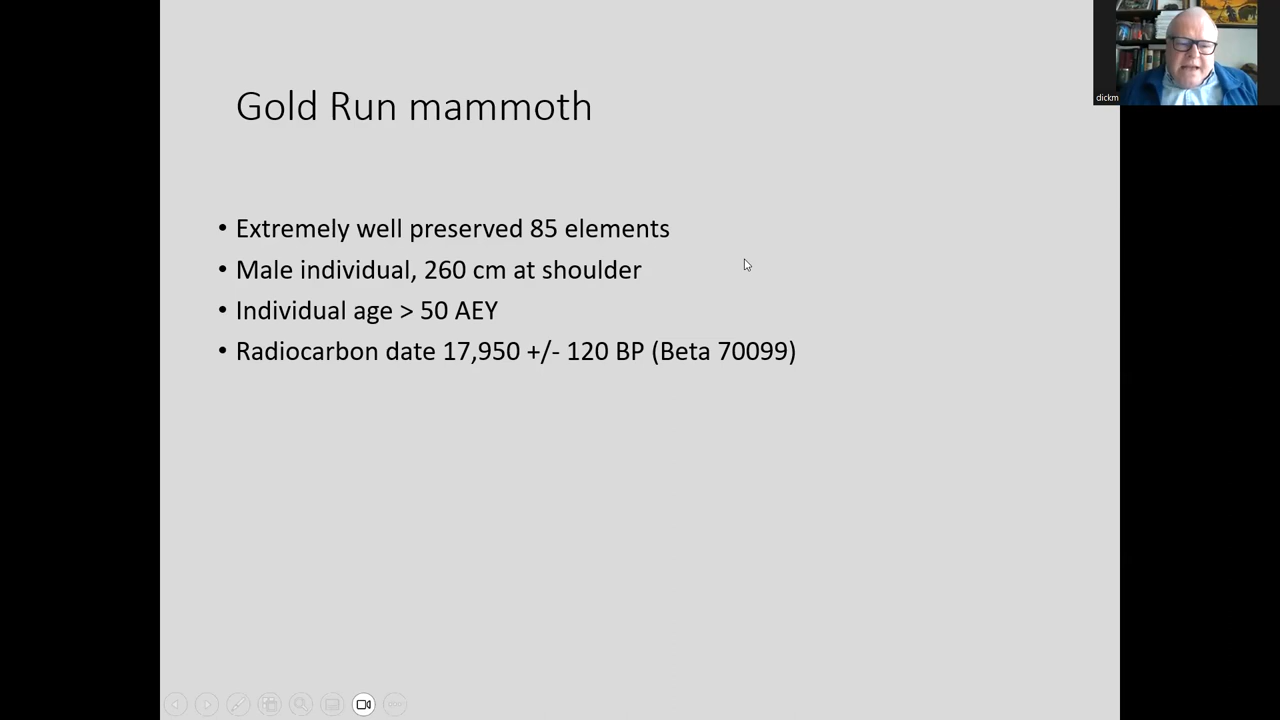 dickm
Gold Run mammoth
• Extremely well preserved 85 elements
• Male individual, 260 cm at shoulder
• Individual age > 50 AEY
• Radiocarbon date 17,950 +/- 120 BP (Beta 70099)